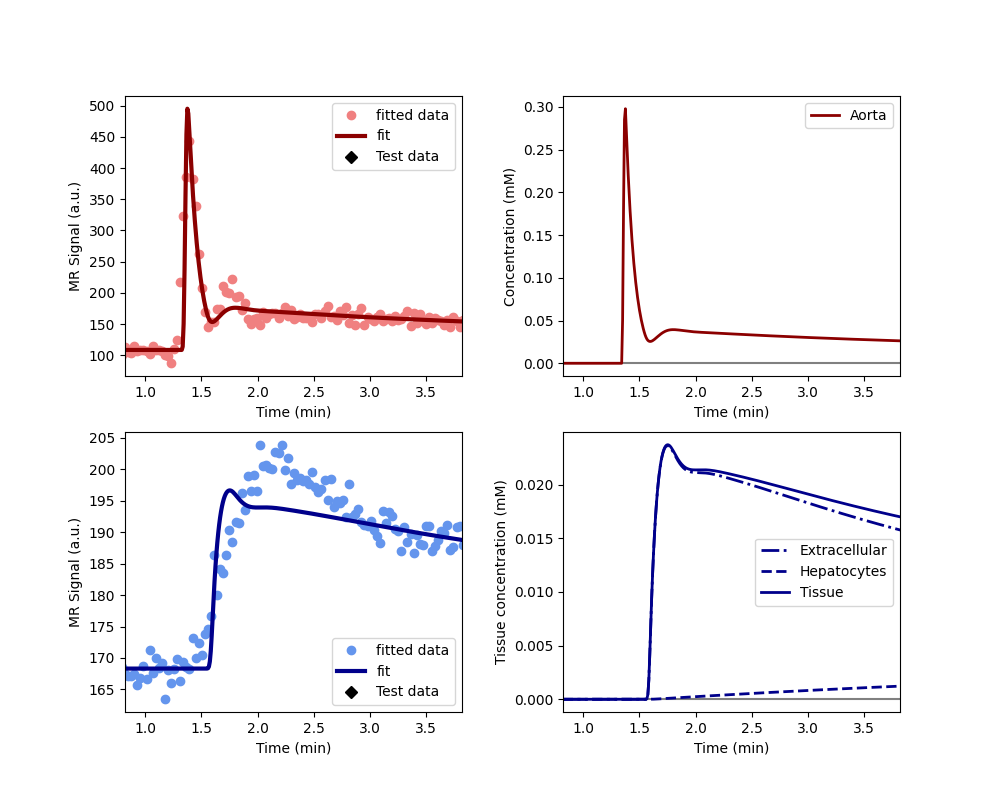 500
450
400
350
300
250
200
150
100
MR Signal (a.u.)
1.0 1.5 2.0 2.5 3.0 3.5
Time (min)
fitted data
fit
Test data
0.30
0.25
0.20
0.15
0.10
0.05
0.00
Concentration (mM)
1.0 1.5 2.0 2.5 3.0 3.5
Time (min)
Aorta
205
200
195
190
185
180
175
170
165
MR Signal (a.u.)
1.0 1.5 2.0 2.5 3.0 3.5
Time (min)
fitted data
fit
Test data
0.020
0.015
0.010
0.005
0.000
Tissue concentration (mM)
1.0 1.5 2.0 2.5 3.0 3.5
Time (min)
Extracellular
Hepatocytes
Tissue